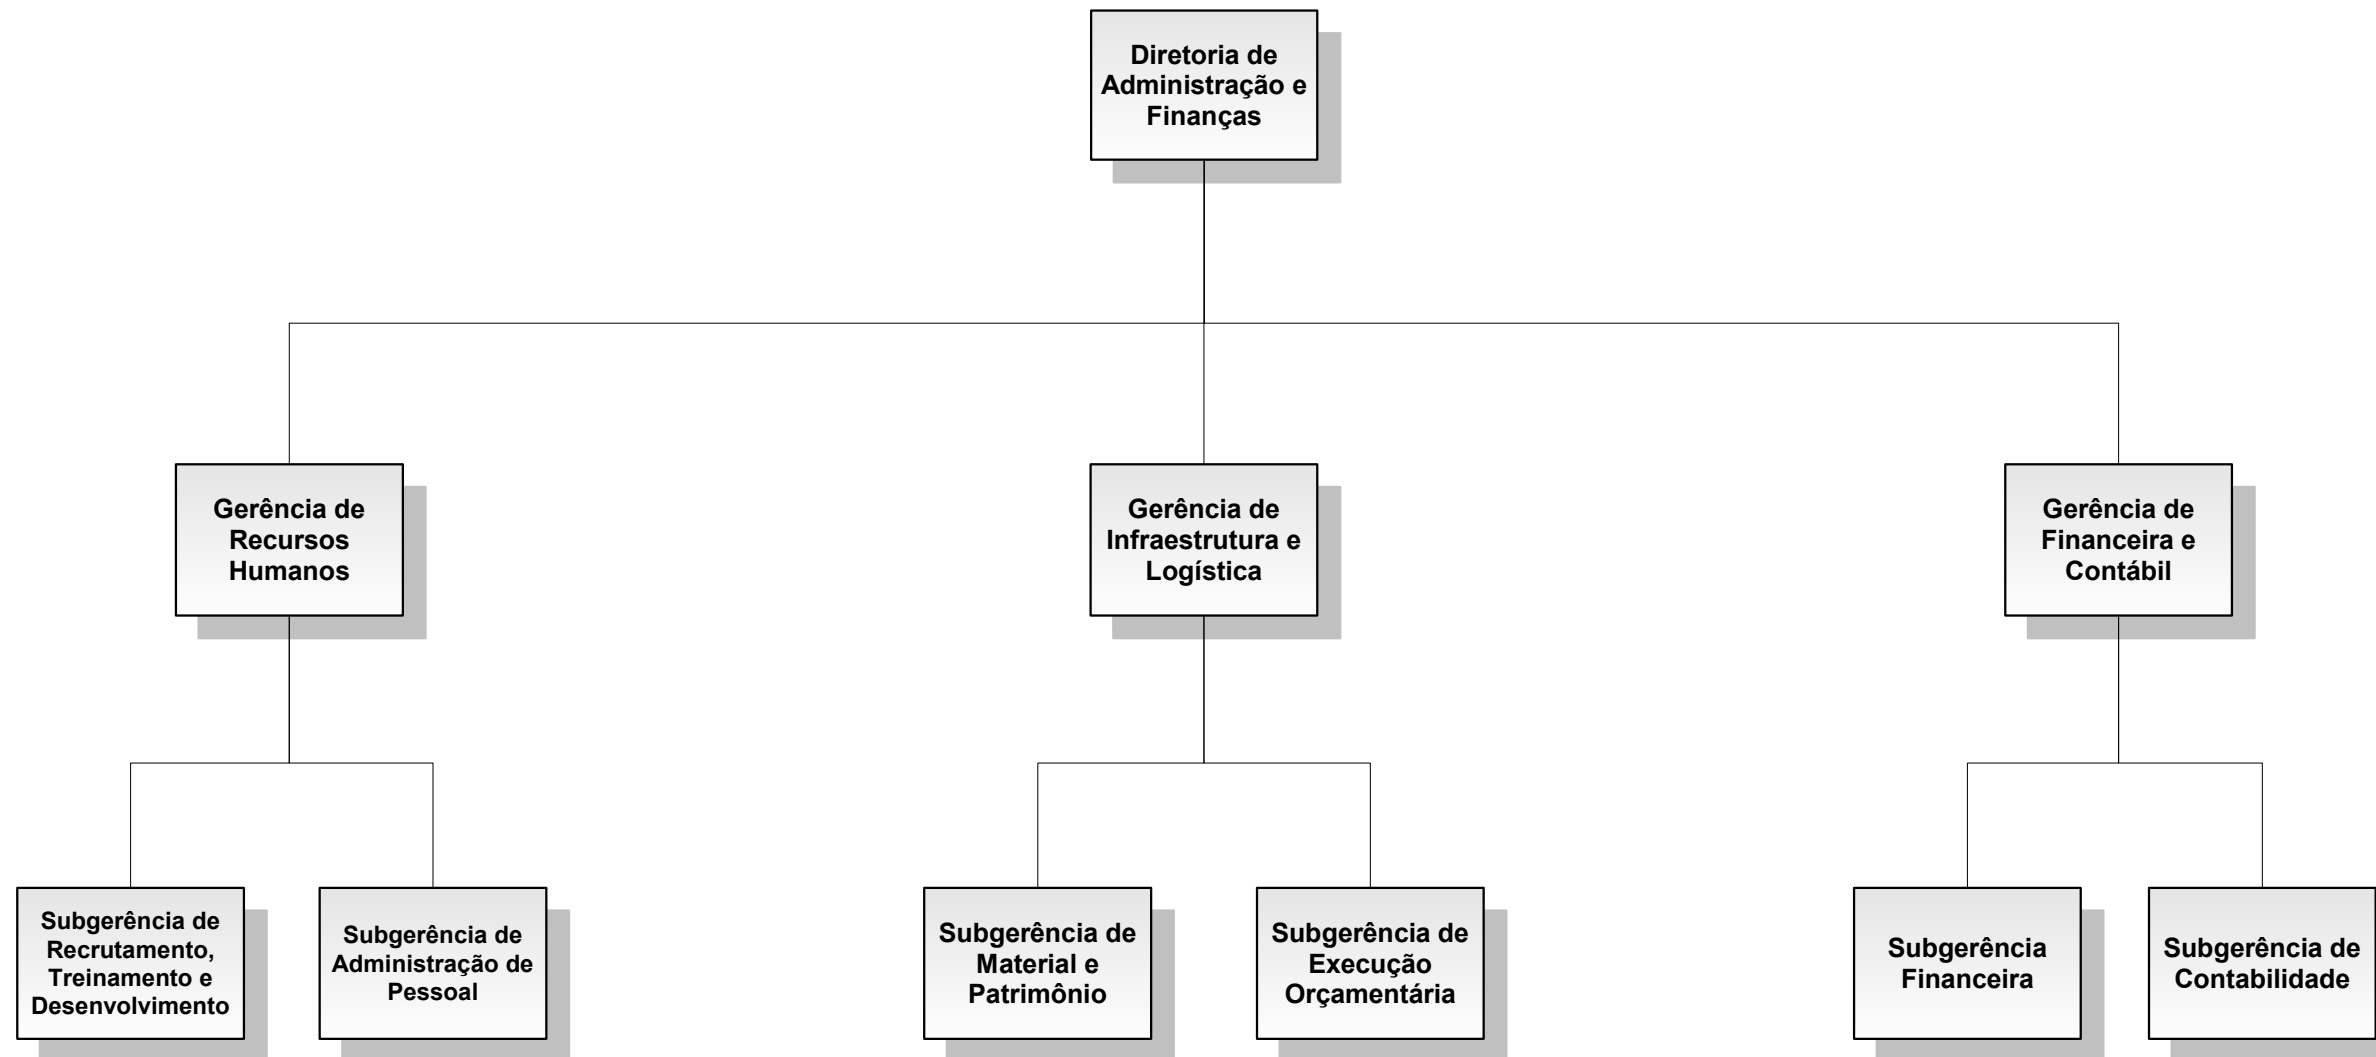 Diretoria de
Administração e
Finanças
Gerência de
Recursos
Humanos
Gerência de
Infraestrutura e
Logística
Gerência de
Financeira e
Contábil
Subgerência de
Recrutamento,
Treinamento e
Desenvolvimento
Subgerência de
Administração de
Pessoal
Subgerência de
Material e
Patrimônio
Subgerência de
Execução
Orçamentária
Subgerência
Financeira
Subgerência de
Contabilidade